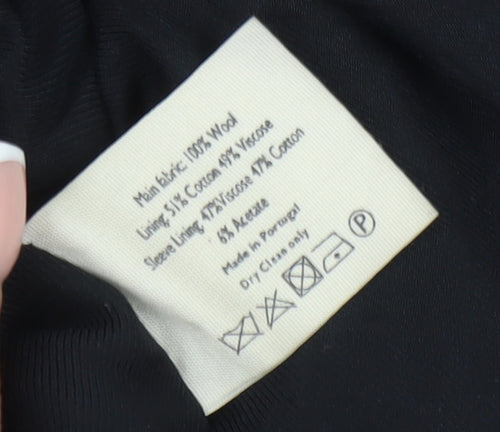 Main fabric: 100% Wool
Lining: 51% Cotton 49% Viscose
Sleeve Lining: 47%Viscose 47% Cotton
6% Acetate
Made in Portugal
Dry Clean only
P